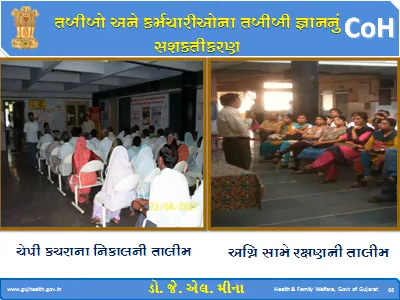 તબીબો અને કર્મચારીઓના તબીબી જ્ઞાનનું
સશક્તીકરણ
CoH
ચેપી કચરાના નિકાલની તાલીમ
અગ્નિ સામે રક્ષણની તાલીમ
www.gujhealth.gov.in
ડો. જે. એલ. મીના
Health & Family Welfare, Govt of Gujarat
66